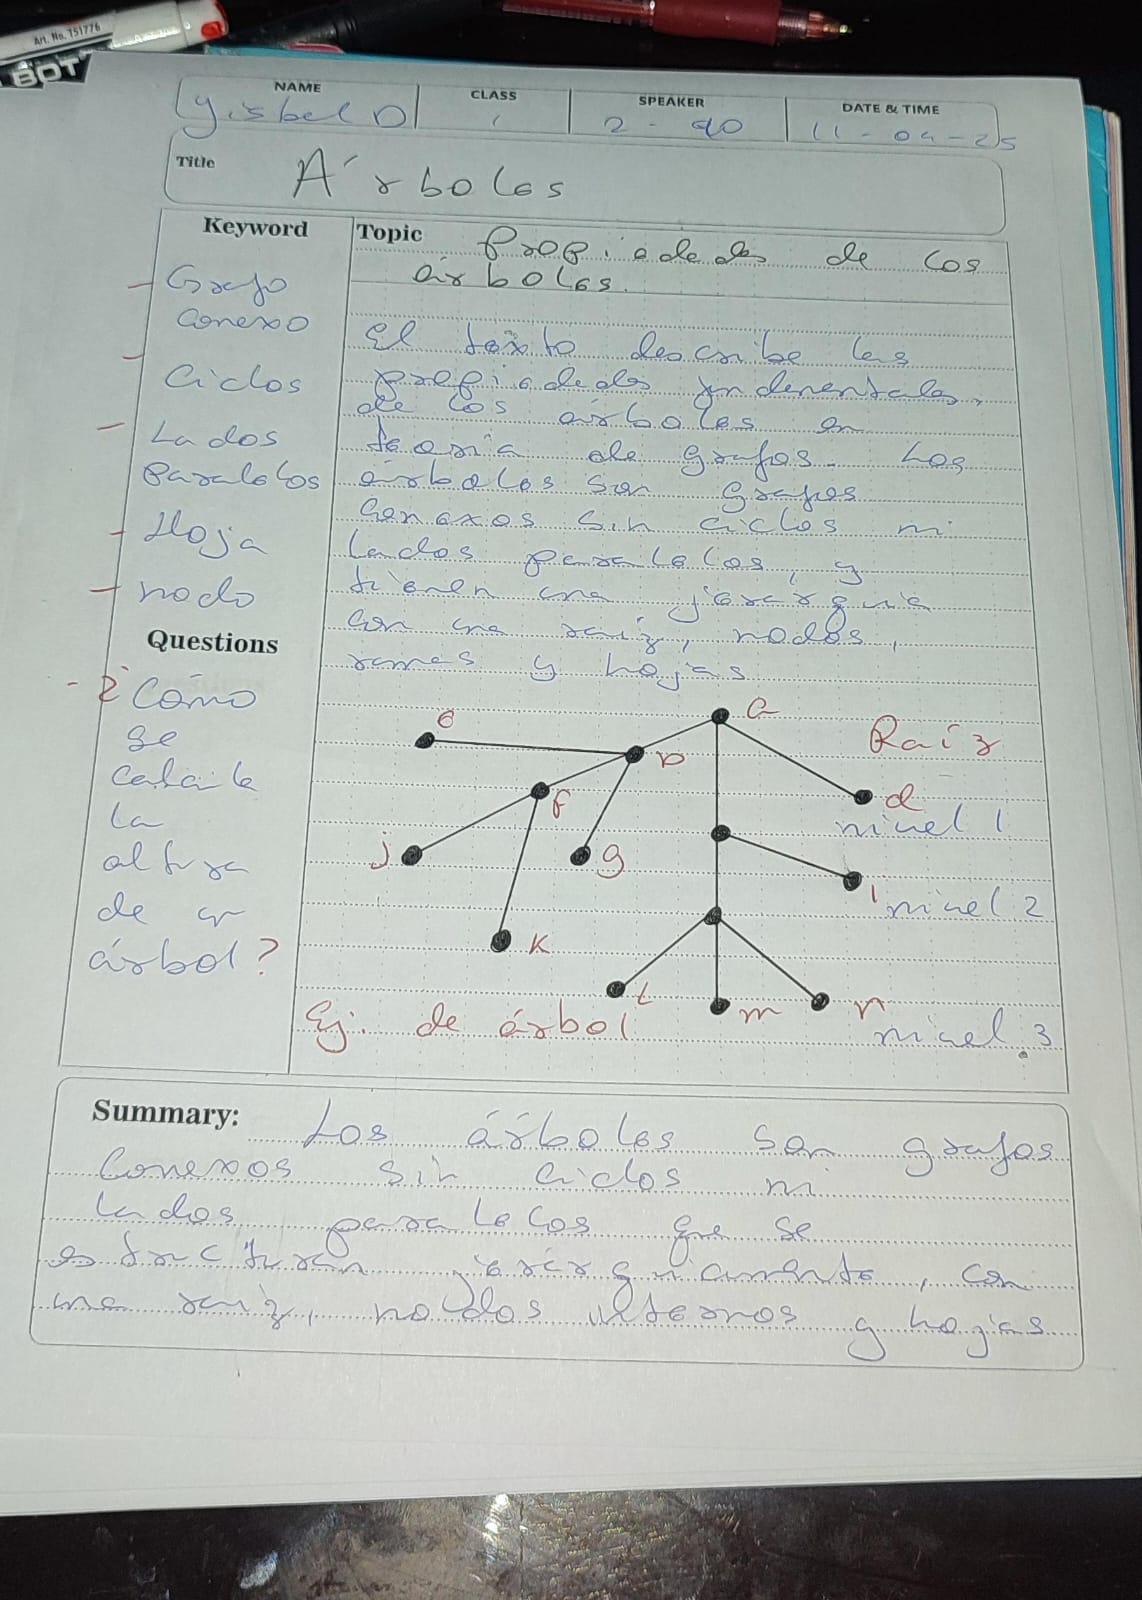 Art. No. 751776
BOT
NAME
CLASS
SPEAKER
DATE & TIME
Yisbel D
1
2 - 90
11 - 04 - 25
Title
Árboles
Keyword
Topic
Propiedades de los
árboles.
- Grafo
conexo
- Ciclos
- Lados
Paralelos
- Hoja
- nodo
El texto describe las
propiedades fundamentales,
de los árboles en
teoría de grafos. Los
árboles son grafos
Conexos sin ciclos ni
lados paralelos, y
tienen una jerarquía
con una raíz, nodos,
ramas y hojas
Questions
- ¿Cómo
se
calcula
la
altura
de un
árbol?
e
a
Raíz
b
f
d
nivel 1
j
g
i
nivel 2
k
l
m
n
nivel 3
Ej: de árbol
Summary:
Los árboles son grafos
Conexos sin ciclos ni
lados paralelos que se
estructuran
, con
una raíz, nodos internos y hojas